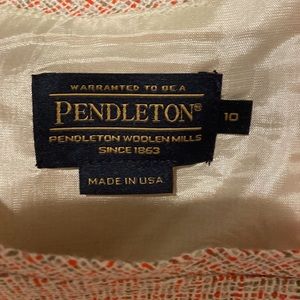 WARRANTED TO BE A
PENDLETON®
PENDLETON WOOLEN MILLS
SINCE 1863
10
MADE IN USA